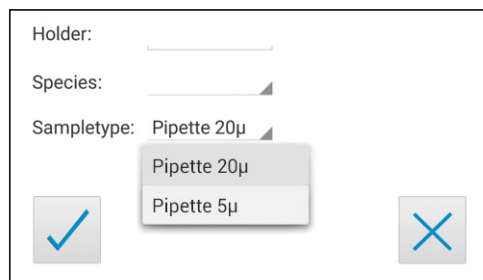 Holder:
Species:
Sampletype: Pipette 20µ
Pipette 20µ
Pipette 5µ